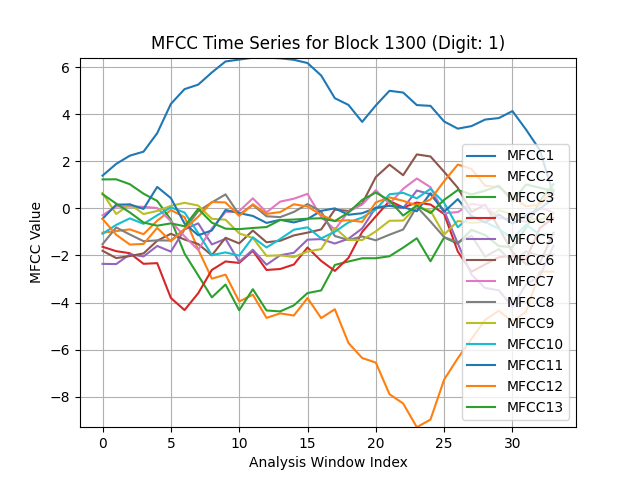 MFCC Time Series for Block 1300 (Digit: 1)
MFCC Value
6
4
2
0
−2
−4
−6
−8
MFCC1
MFCC2
MFCC3
MFCC4
MFCC5
MFCC6
MFCC7
MFCC8
MFCC9
MFCC10
MFCC11
MFCC12
MFCC13
0 5 10 15 20 25 30
Analysis Window Index